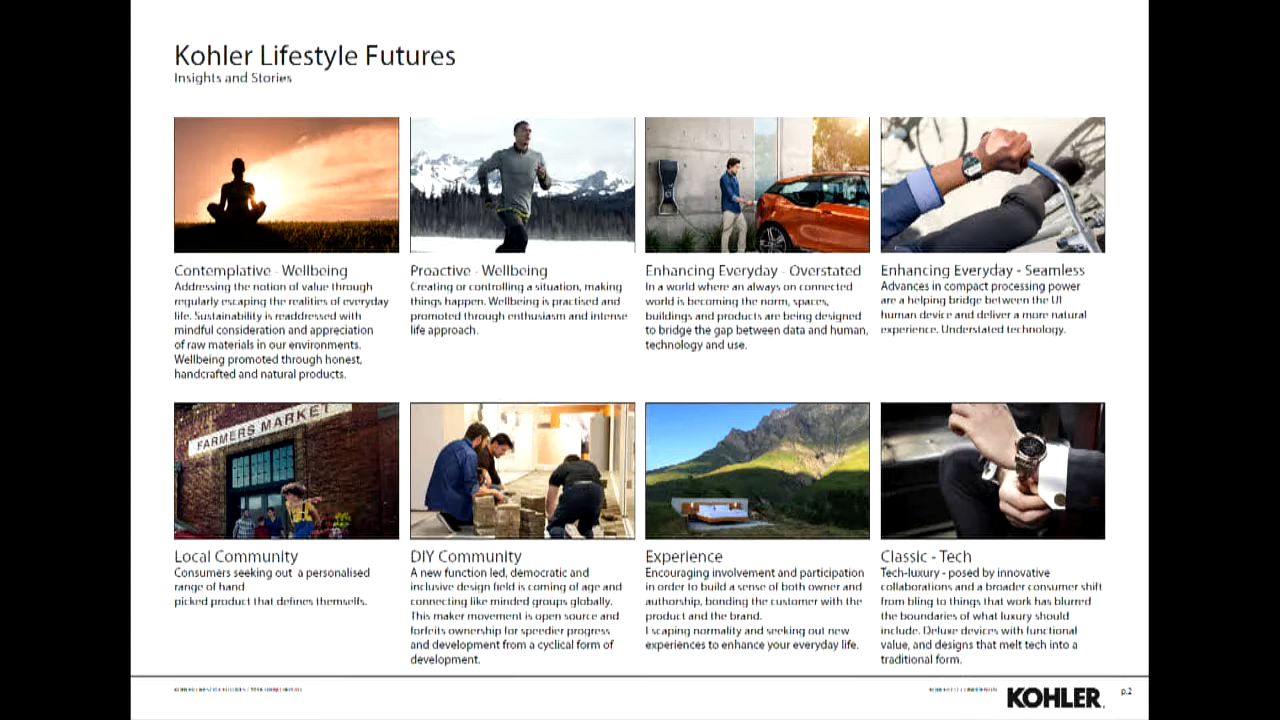 Kohler Lifestyle Futures
Insights and Stories
Contemplative - Wellbeing
Addressing the notion of value through
regularly escaping the realities of everyday
life. Sustainability is readdressed with
mindful consideration and appreciation
of raw materials in our environments.
Wellbeing promoted through honest,
handcrafted and natural products.
Proactive - Wellbeing
Creating or controlling a situation, making
things happen. Wellbeing is practised and
promoted through enthusiasm and intense
life approach.
Enhancing Everyday - Overstated
In a world where an always on connected
world is becoming the norm, spaces,
buildings and products are being designed
to bridge the gap between data and human,
technology and use.
Enhancing Everyday - Seamless
Advances in compact processing power
are a helping bridge between the UI
human device and deliver a more natural
experience. Understated technology.
FARMERS MARKET
Local Community
Consumers seeking out a personalised
range of hand
picked product that defines themselfs.
DIY Community
A new function led, democratic and
inclusive design field is coming of age and
connecting like minded groups globally.
This maker movement is open source and
forfeits ownership for speedier progress
and development from a cyclical form of
development.
Experience
Encouraging involvement and participation
in order to build a sense of both owner and
authorship, bonding the customer with the
product and the brand.
Escaping normality and seeking out new
experiences to enhance your everyday life.
Classic - Tech
Tech-luxury - posed by innovative
collaborations and a broader consumer shift
from bling to things that work has blurred
the boundaries of what luxury should
include. Deluxe devices with functional
value, and designs that melt tech into a
traditional form.
KOHLER.
p.2